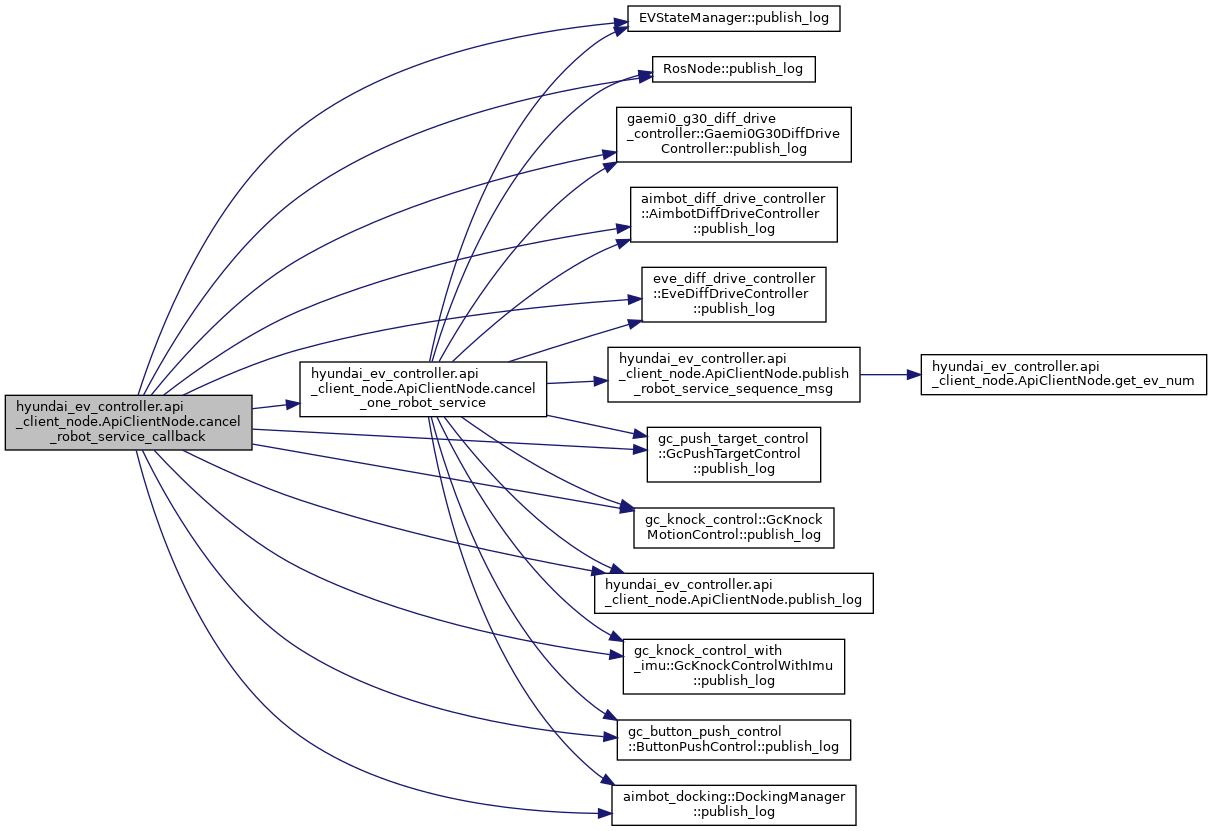 EVStateManager::publish_log
RosNode::publish_log
gaemi0_g30_diff_drive
_controller::Gaemi0G30DiffDrive
Controller::publish_log
aimbot_diff_drive_controller
::AimbotDiffDriveController
::publish_log
eve_diff_drive_controller
::EveDiffDriveController
::publish_log
hyundai_ev_controller.api
_client_node.ApiClientNode.publish
_robot_service_sequence_msg
hyundai_ev_controller.api
_client_node.ApiClientNode.get_ev_num
hyundai_ev_controller.api
_client_node.ApiClientNode.cancel
_one_robot_service
hyundai_ev_controller.api
_client_node.ApiClientNode.cancel
_robot_service_callback
gc_push_target_control
::GcPushTargetControl
::publish_log
gc_knock_control::GcKnock
MotionControl::publish_log
hyundai_ev_controller.api
_client_node.ApiClientNode.publish_log
gc_knock_control_with
_imu::GcKnockControlWithImu
::publish_log
gc_button_push_control
::ButtonPushControl::publish_log
aimbot_docking::DockingManager
::publish_log